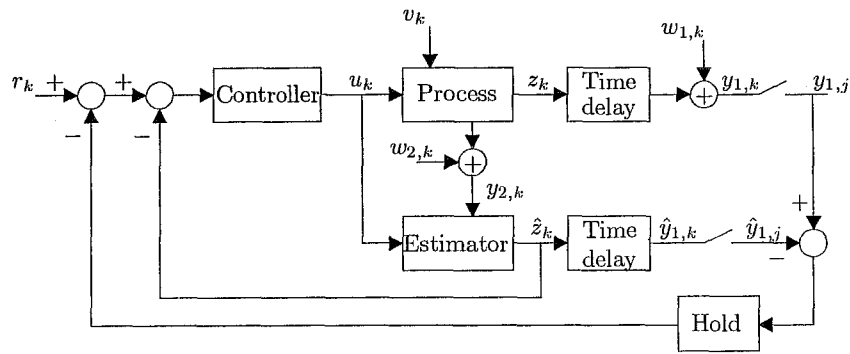 v_k
w_{1,k}
r_k + + Controller u_k Process z_k Time delay + y_{1,k} y_{1,j}
− −
w_{2,k} +
y_{2,k}
+
Estimator ẑ_k Time delay ŷ_{1,k} ŷ_{1,j} −
Hold